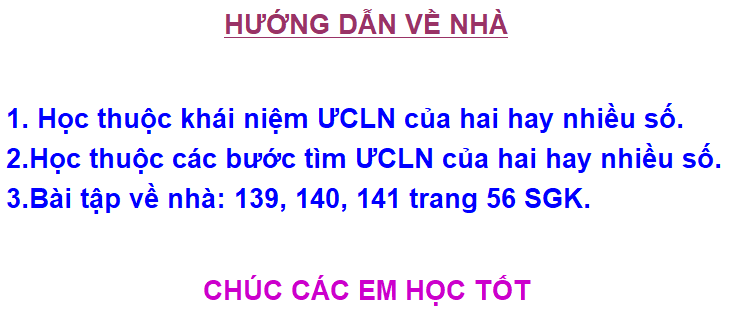 HƯỚNG DẪN VỀ NHÀ
1. Học thuộc khái niệm ƯCLN của hai hay nhiều số.
2.Học thuộc các bước tìm ƯCLN của hai hay nhiều số.
3.Bài tập về nhà: 139, 140, 141 trang 56 SGK.
CHÚC CÁC EM HỌC TỐT